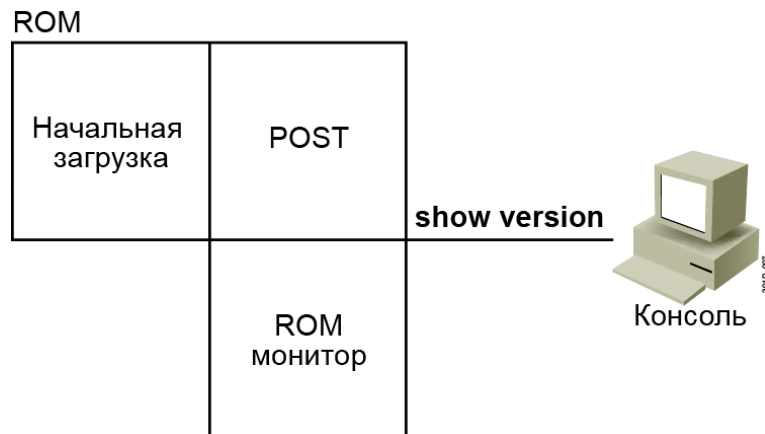 ROM
Начальная
загрузка
POST
show version
ROM
монитор
Консоль